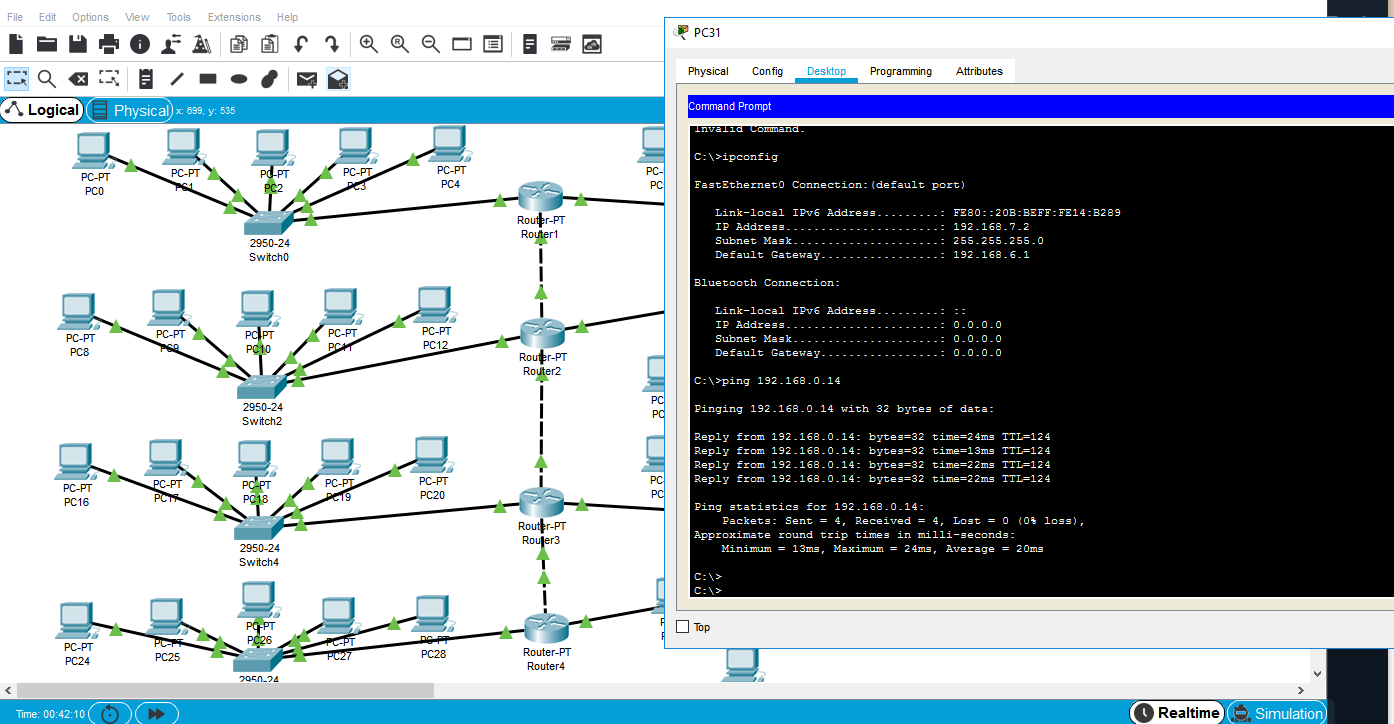 File Edit Options View Tools Extensions Help
PC31
Physical Config Desktop Programming Attributes
Command Prompt
Logical Physical x: 699, y: 535
Invalid Command.
C:\>ipconfig
FastEthernet0 Connection:(default port)
Link-local IPv6 Address.........: FE80::20B:BEFF:FE14:B289
IP Address......................: 192.168.7.2
Subnet Mask.....................: 255.255.255.0
Default Gateway.................: 192.168.6.1
Bluetooth Connection:
Link-local IPv6 Address.........: ::
IP Address......................: 0.0.0.0
Subnet Mask.....................: 0.0.0.0
Default Gateway.................: 0.0.0.0
C:\>ping 192.168.0.14
Pinging 192.168.0.14 with 32 bytes of data:
Reply from 192.168.0.14: bytes=32 time=24ms TTL=124
Reply from 192.168.0.14: bytes=32 time=13ms TTL=124
Reply from 192.168.0.14: bytes=32 time=22ms TTL=124
Reply from 192.168.0.14: bytes=32 time=22ms TTL=124
Ping statistics for 192.168.0.14:
Packets: Sent = 4, Received = 4, Lost = 0 (0% loss),
Approximate round trip times in milli-seconds:
Minimum = 13ms, Maximum = 24ms, Average = 20ms
C:\>
C:\>
Top
PC-PT
PC0
PC-PT
PC1
PC-PT
PC2
PC-PT
PC3
PC-PT
PC4
2950-24
Switch0
Router-PT
Router1
PC-PT
PC8
PC-PT
PC9
PC-PT
PC10
PC-PT
PC11
PC-PT
PC12
2950-24
Switch2
Router-PT
Router2
PC-PT
PC16
PC-PT
PC17
PC-PT
PC18
PC-PT
PC19
PC-PT
PC20
2950-24
Switch4
Router-PT
Router3
PC-PT
PC24
PC-PT
PC25
PC-PT
PC26
PC-PT
PC27
PC-PT
PC28
2950-24
Router-PT
Router4
Time: 00:42:10
Realtime Simulation